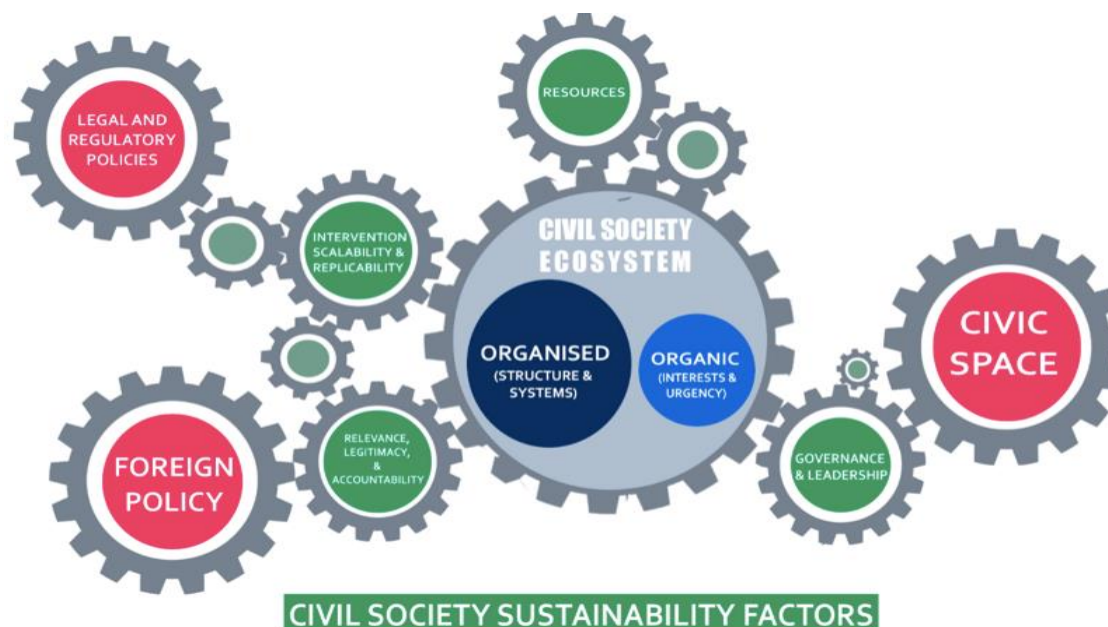 LEGAL AND
REGULATORY
POLICIES
RESOURCES
INTERVENTION
SCALABILITY &
REPLICABILITY
CIVIL SOCIETY
ECOSYSTEM
ORGANISED
(STRUCTURE &
SYSTEMS)
ORGANIC
(INTERESTS &
URGENCY)
CIVIC
SPACE
FOREIGN
POLICY
RELEVANCE,
LEGITIMACY,
&
ACCOUNTABILITY
GOVERNANCE
& LEADERSHIP
CIVIL SOCIETY SUSTAINABILITY FACTORS